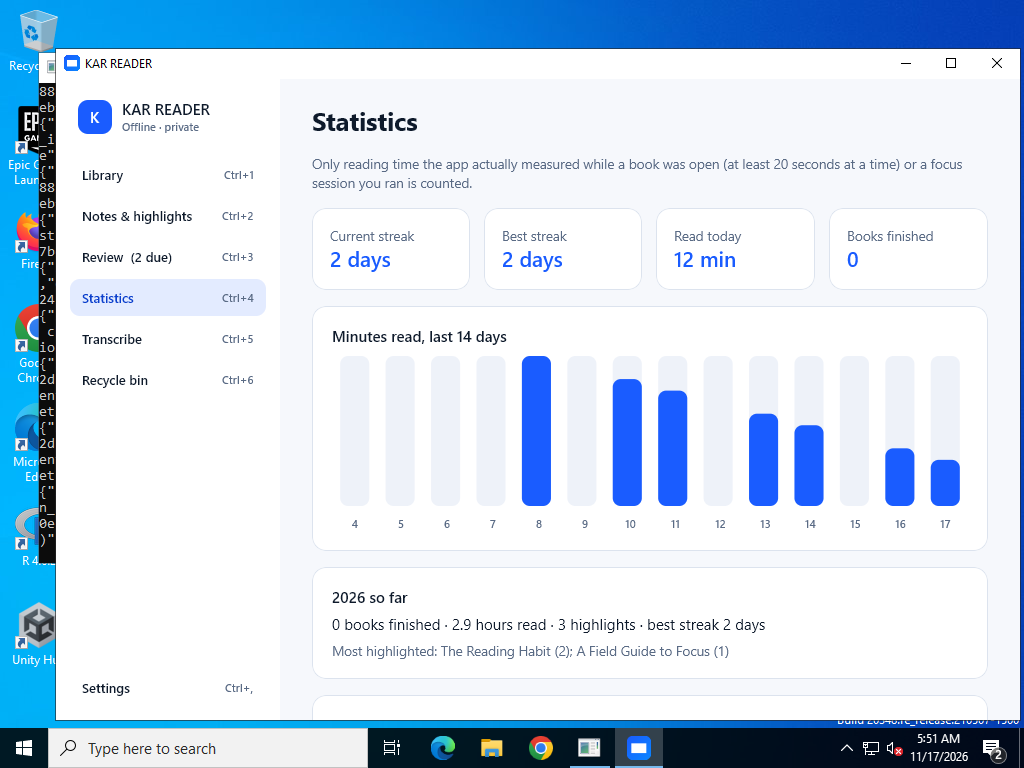 KAR READER
K
KAR READER
Offline · private
Library Ctrl+1
Notes & highlights Ctrl+2
Review (2 due) Ctrl+3
Statistics Ctrl+4
Transcribe Ctrl+5
Recycle bin Ctrl+6
Settings Ctrl+,
Statistics
Only reading time the app actually measured while a book was open (at least 20 seconds at a time) or a focus
session you ran is counted.
Current streak
2 days
Best streak
2 days
Read today
12 min
Books finished
0
Minutes read, last 14 days
4 5 6 7 8 9 10 11 12 13 14 15 16 17
2026 so far
0 books finished · 2.9 hours read · 3 highlights · best streak 2 days
Most highlighted: The Reading Habit (2); A Field Guide to Focus (1)
Type here to search
5:51 AM
11/17/2026
2